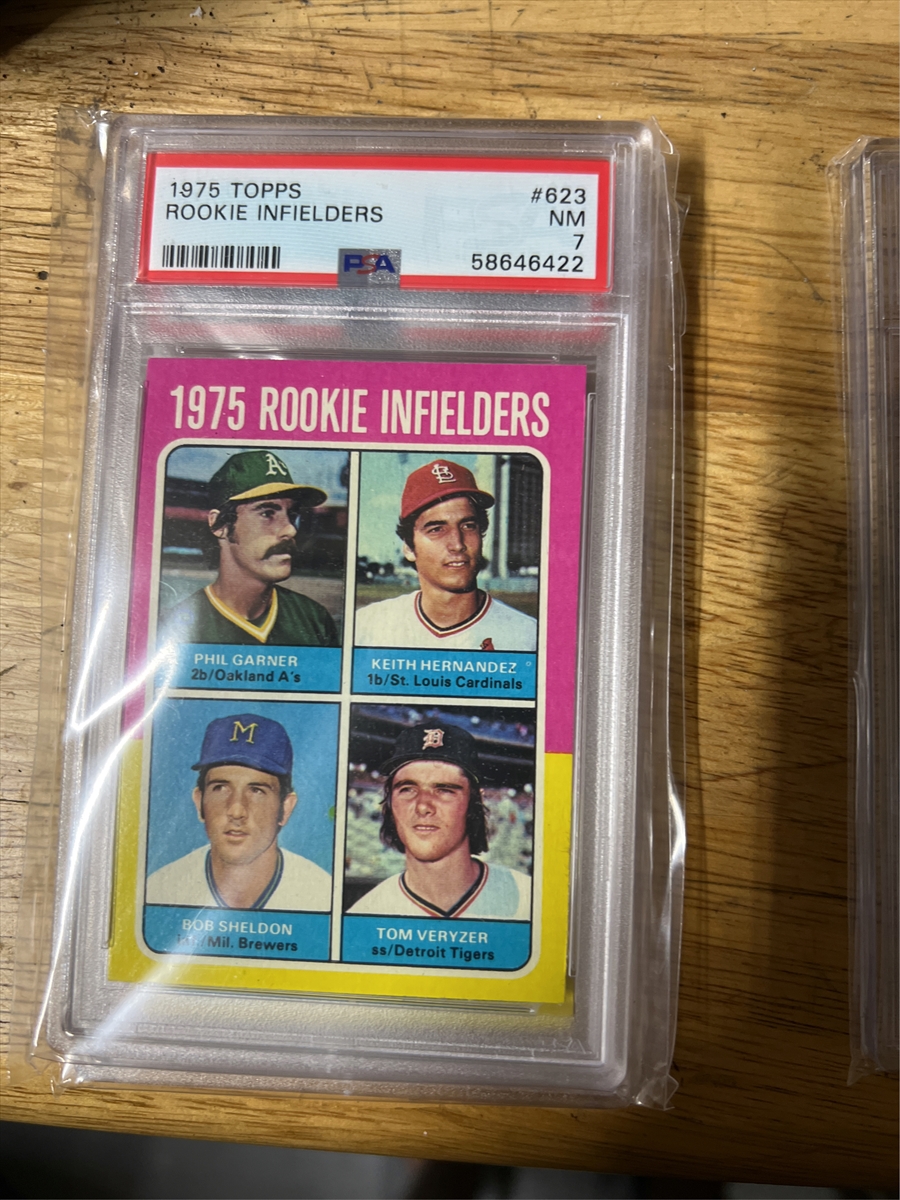 1975 TOPPS #623
ROOKIE INFIELDERS NM
7
PSA 58646422
1975 ROOKIE INFIELDERS
A's
StL
PHIL GARNER
2b/Oakland A's
KEITH HERNANDEZ
1b/St. Louis Cardinals
M
D
BOB SHELDON
/Mil. Brewers
TOM VERYZER
ss/Detroit Tigers